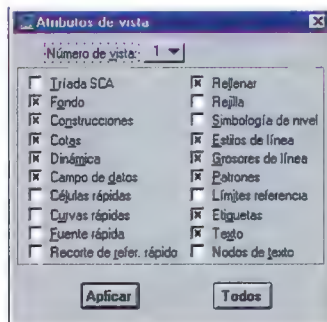 Atributos de vista
Número de vista: 1
Tríada SCA
Fondo
Construcciones
Cotas
Dinámica
Campo de datos
Células rápidas
Curvas rápidas
Fuente rápida
Recorte de refer. rápido
Rellenar
Rejilla
Simbología de nivel
Estilos de línea
Grosores de línea
Patrones
Límites referencia
Etiquetas
Texto
Nodos de texto
Aplicar
Todos